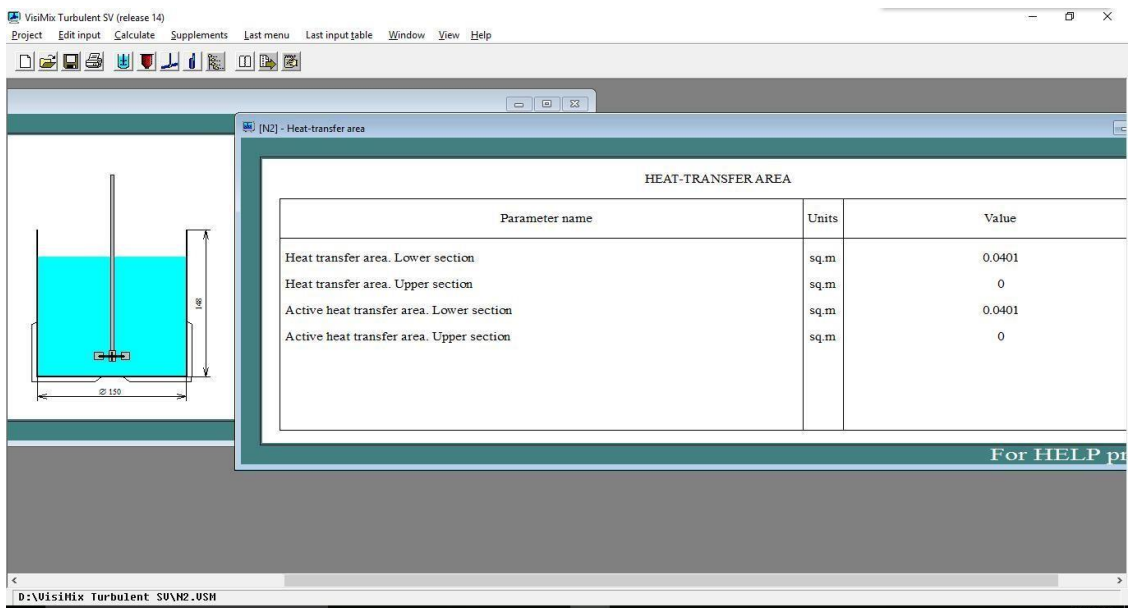 VisiMix Turbulent SV (release 14)
Project Edit input Calculate Supplements Last menu Last input table Window View Help
[N2] - Heat-transfer area
HEAT-TRANSFER AREA
Parameter name Units Value
Heat transfer area. Lower section sq.m 0.0401
Heat transfer area. Upper section sq.m 0
Active heat transfer area. Lower section sq.m 0.0401
Active heat transfer area. Upper section sq.m 0
148
Ø 150
For HELP pr
D:\VisiMix Turbulent SV\N2.VSM